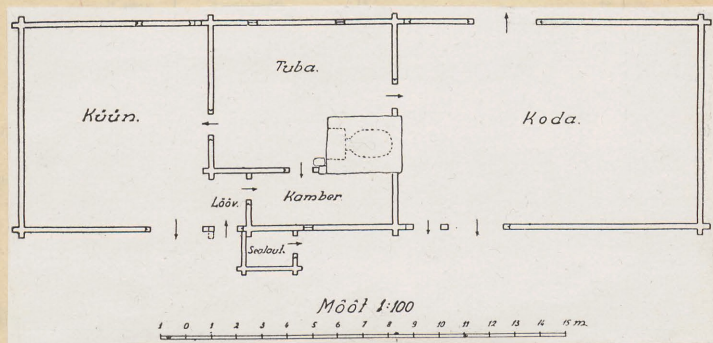 Tuba.
Küün.
Koda.
Kamber.
Lööv.
Sealaut.
Mõõt 1:100
1 0 1 2 3 4 5 6 7 8 9 10 11 12 13 14 15 m.